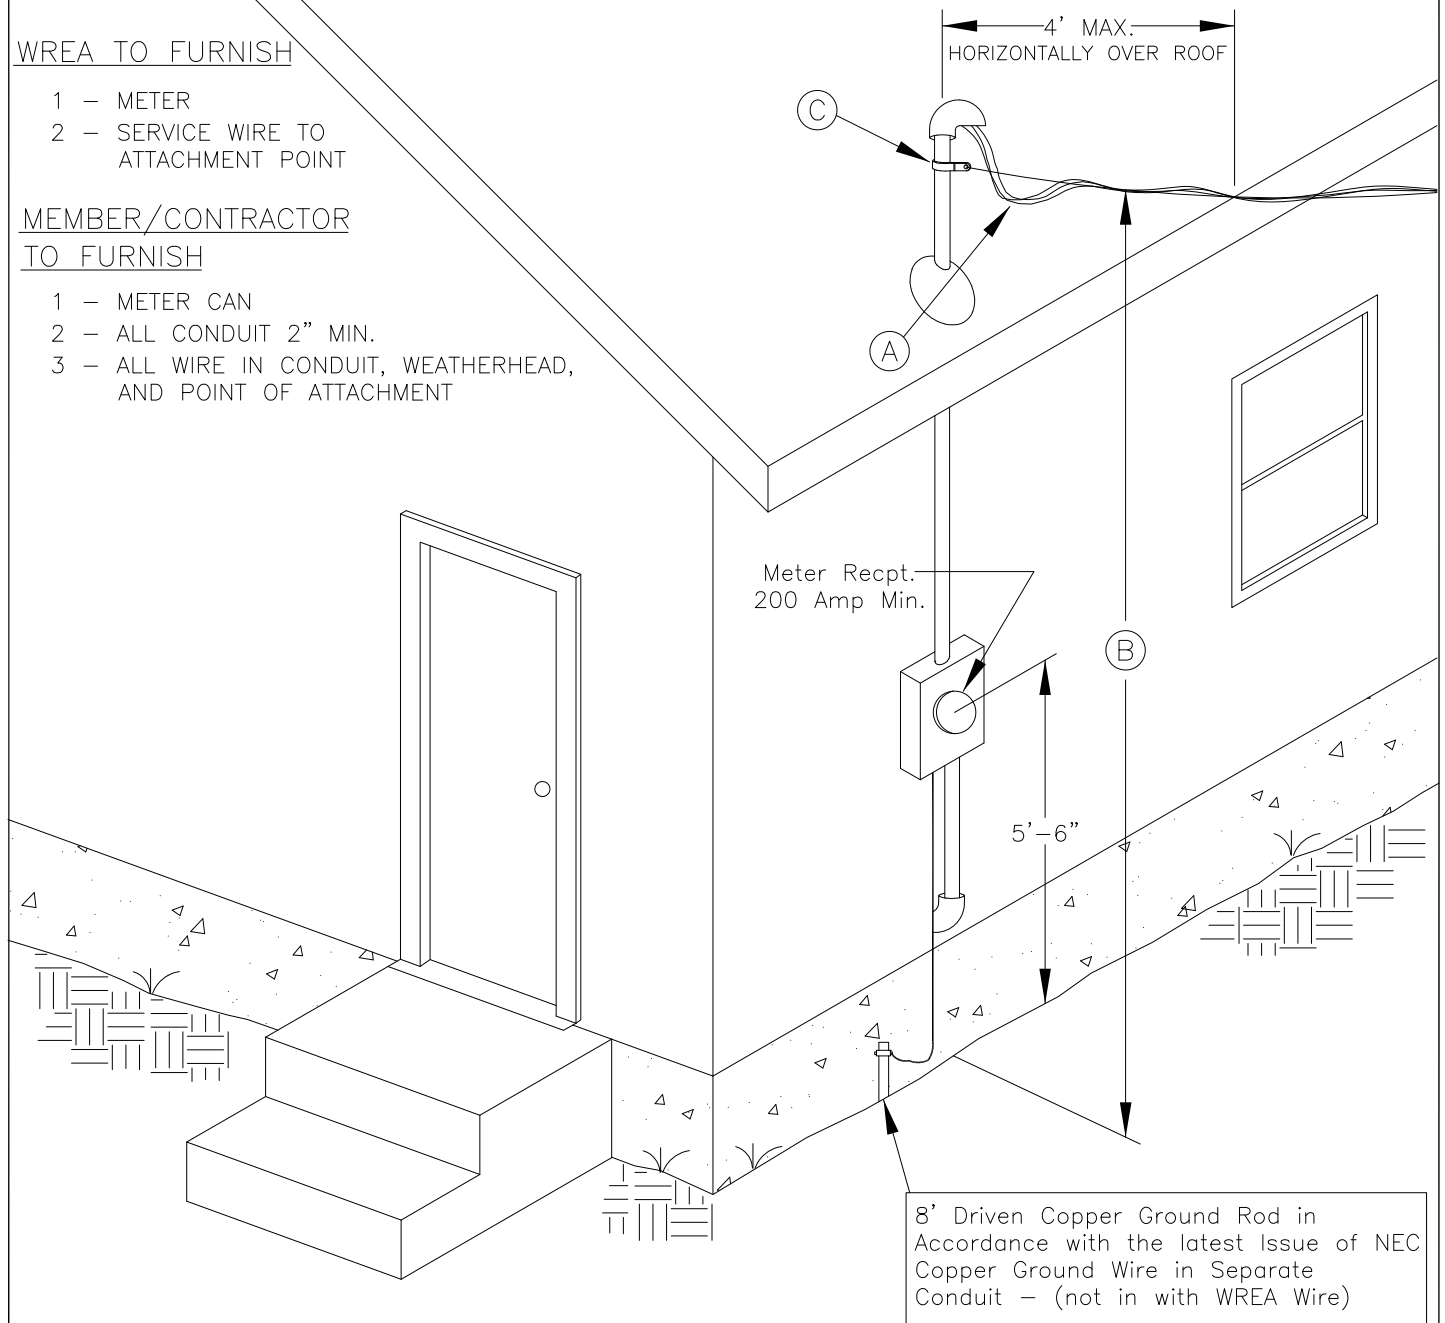 WREA TO FURNISH
1 – METER
2 – SERVICE WIRE TO
ATTACHMENT POINT
MEMBER/CONTRACTOR
TO FURNISH
1 – METER CAN
2 – ALL CONDUIT 2” MIN.
3 – ALL WIRE IN CONDUIT, WEATHERHEAD,
AND POINT OF ATTACHMENT
4’ MAX.
HORIZONTALLY OVER ROOF
C
A
Meter Recpt.
200 Amp Min.
B
5’–6”
8’ Driven Copper Ground Rod in
Accordance with the latest Issue of NEC
Copper Ground Wire in Separate
Conduit – (not in with WREA Wire)